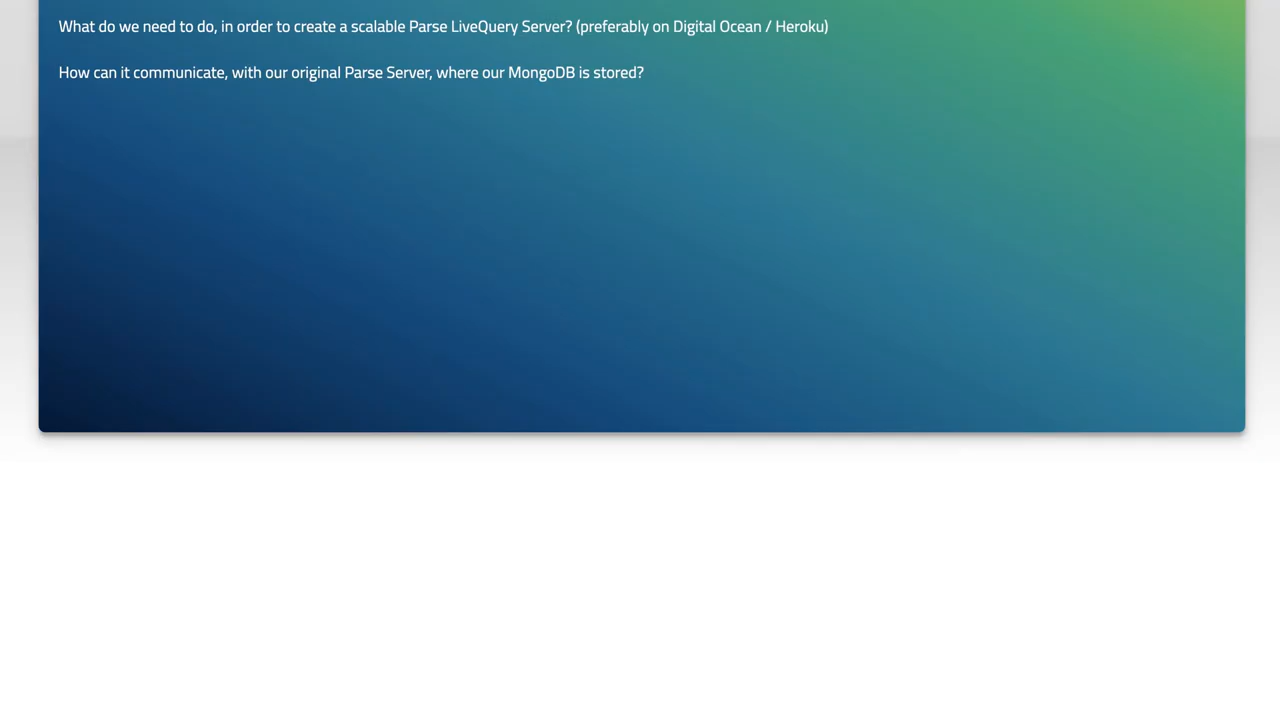 What do we need to do, in order to create a scalable Parse LiveQuery Server? (preferably on Digital Ocean / Heroku)
How can it communicate, with our original Parse Server, where our MongoDB is stored?